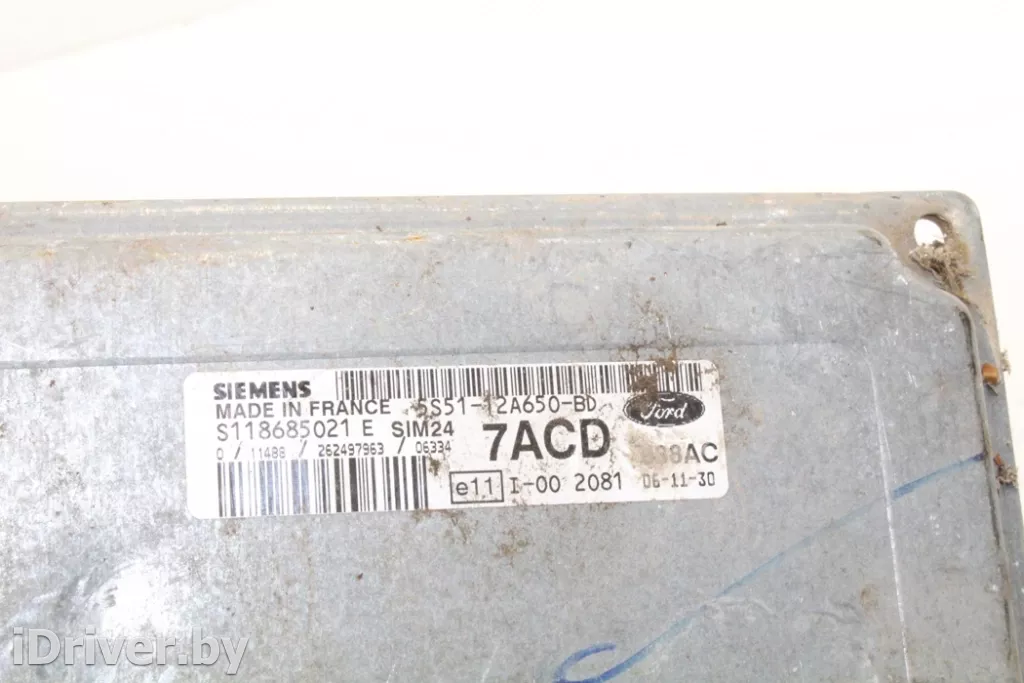 SIEMENS
MADE IN FRANCE 5S51-12A650-BD
Ford
S118685021 E SIM24
7ACD
0 / 11488 / 262497963 / 06334
e11 I-00 2081 06-11-30
iDriver.by